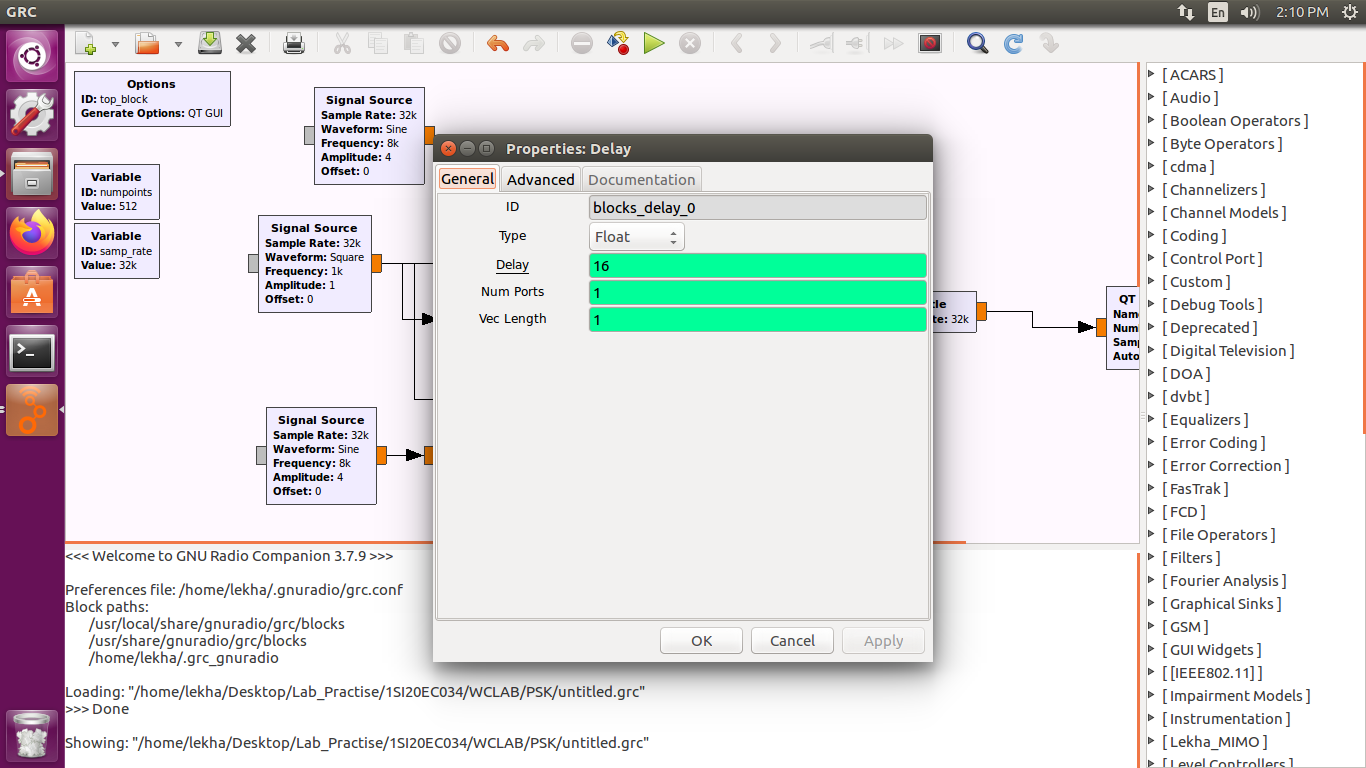 GRC
En
2:10 PM
Options
ID: top_block
Generate Options: QT GUI
Variable
ID: numpoints
Value: 512
Variable
ID: samp_rate
Value: 32k
Signal Source
Sample Rate: 32k
Waveform: Sine
Frequency: 8k
Amplitude: 4
Offset: 0
Signal Source
Sample Rate: 32k
Waveform: Square
Frequency: 1k
Amplitude: 1
Offset: 0
Signal Source
Sample Rate: 32k
Waveform: Sine
Frequency: 8k
Amplitude: 4
Offset: 0
Properties: Delay
General Advanced Documentation
ID blocks_delay_0
Type Float
Delay 16
Num Ports 1
Vec Length 1
OK Cancel Apply
tle
te: 32k
QT
Nam
Num
Samp
Auto
[ ACARS ]
[ Audio ]
[ Boolean Operators ]
[ Byte Operators ]
[ cdma ]
[ Channelizers ]
[ Channel Models ]
[ Coding ]
[ Control Port ]
[ Custom ]
[ Debug Tools ]
[ Deprecated ]
[ Digital Television ]
[ DOA ]
[ dvbt ]
[ Equalizers ]
[ Error Coding ]
[ Error Correction ]
[ FasTrak ]
[ FCD ]
[ File Operators ]
[ Filters ]
[ Fourier Analysis ]
[ Graphical Sinks ]
[ GSM ]
[ GUI Widgets ]
[ [IEEE802.11] ]
[ Impairment Models ]
[ Instrumentation ]
[ Lekha_MIMO ]
[ Level Controllers ]
<<< Welcome to GNU Radio Companion 3.7.9 >>>
Preferences file: /home/lekha/.gnuradio/grc.conf
Block paths:
/usr/local/share/gnuradio/grc/blocks
/usr/share/gnuradio/grc/blocks
/home/lekha/.grc_gnuradio
Loading: "/home/lekha/Desktop/Lab_Practise/1SI20EC034/WCLAB/PSK/untitled.grc"
>>> Done
Showing: "/home/lekha/Desktop/Lab_Practise/1SI20EC034/WCLAB/PSK/untitled.grc"